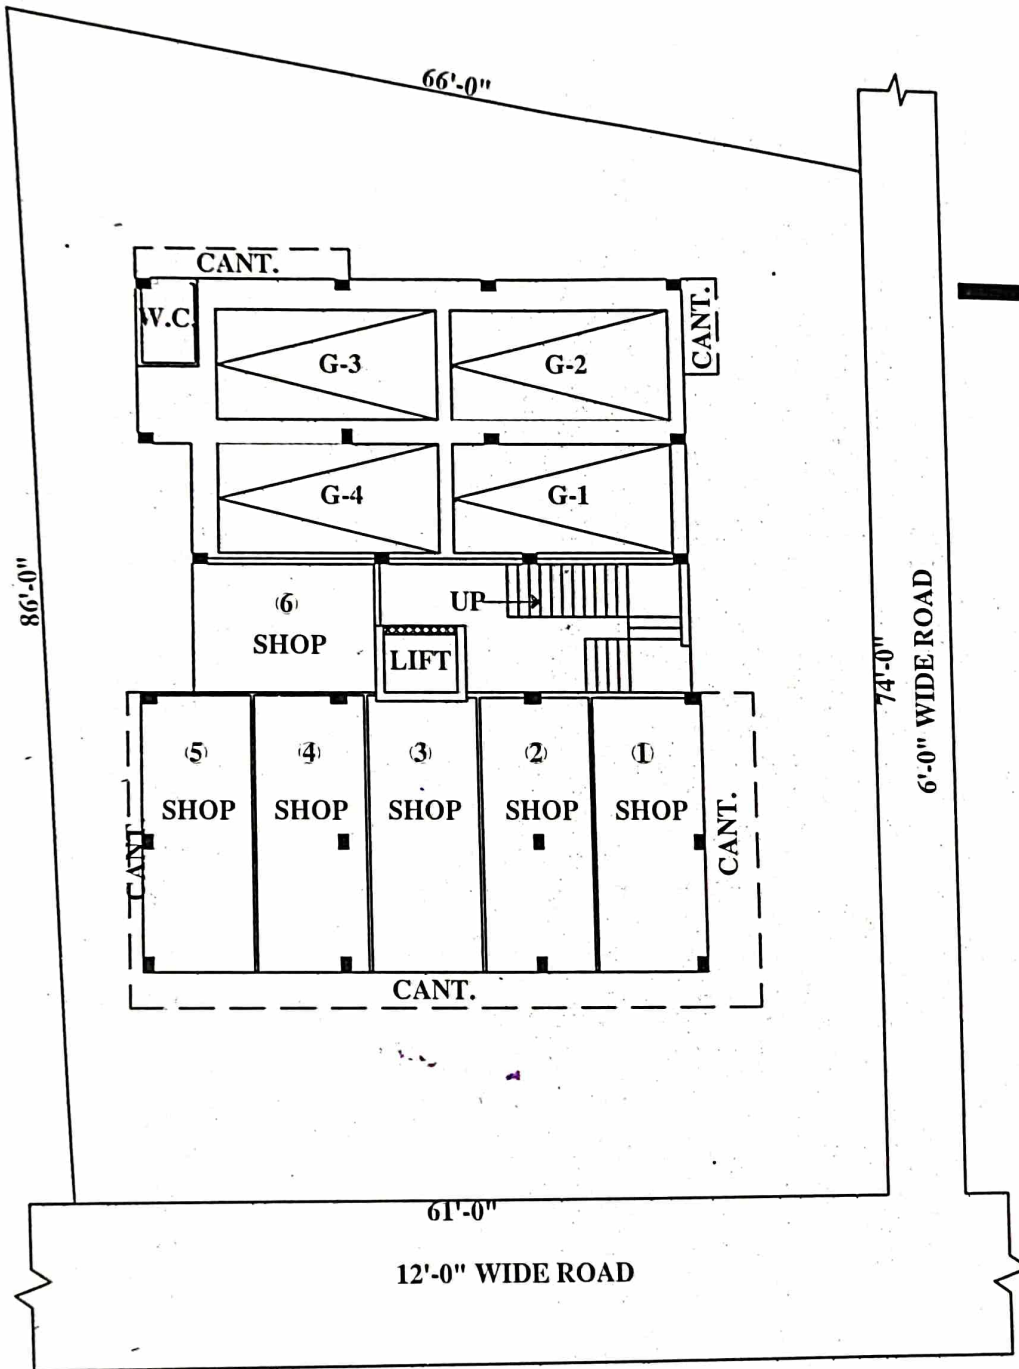 66'-0"
CANT.
W.C.
CANT.
G-3
G-2
G-4
G-1
86'-0"
(6)
SHOP
UP
LIFT
74'-0"
6'-0" WIDE ROAD
(5)
SHOP
(4)
SHOP
(3)
SHOP
(2)
SHOP
(1)
SHOP
CANT.
CANT.
CANT.
61'-0"
12'-0" WIDE ROAD